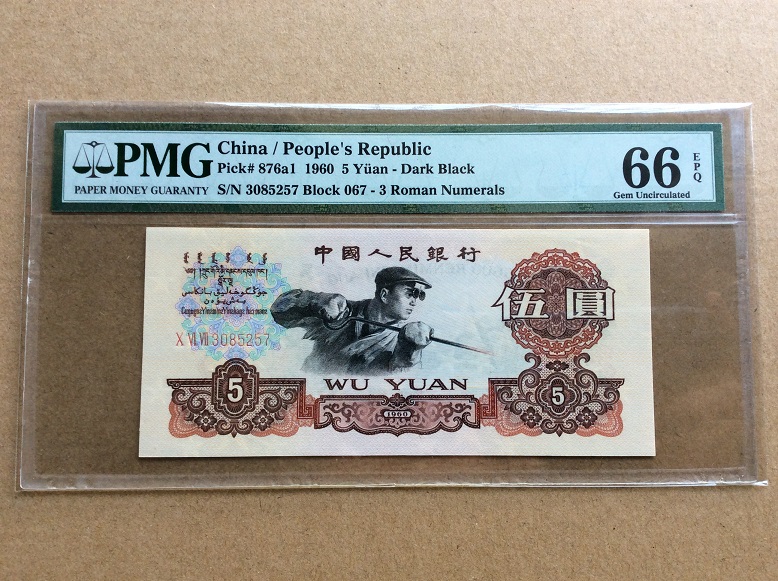 PMG
PAPER MONEY GUARANTY
China / People's Republic
Pick# 876a1 1960 5 Yüan - Dark Black
S/N 3085257 Block 067 - 3 Roman Numerals
66 EPQ
Gem Uncirculated
中國人民銀行
X VI VII 3085257
伍圓
WU YUAN
5
1960
5